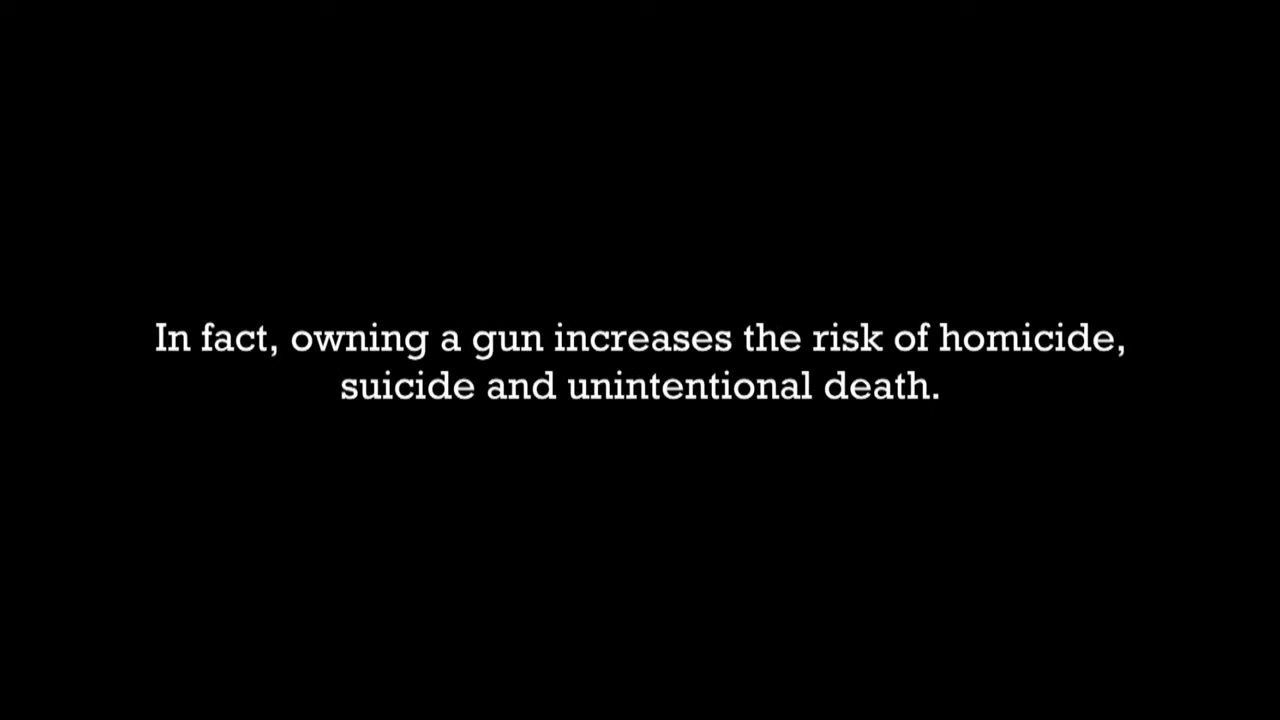 In fact, owning a gun increases the risk of homicide,
suicide and unintentional death.